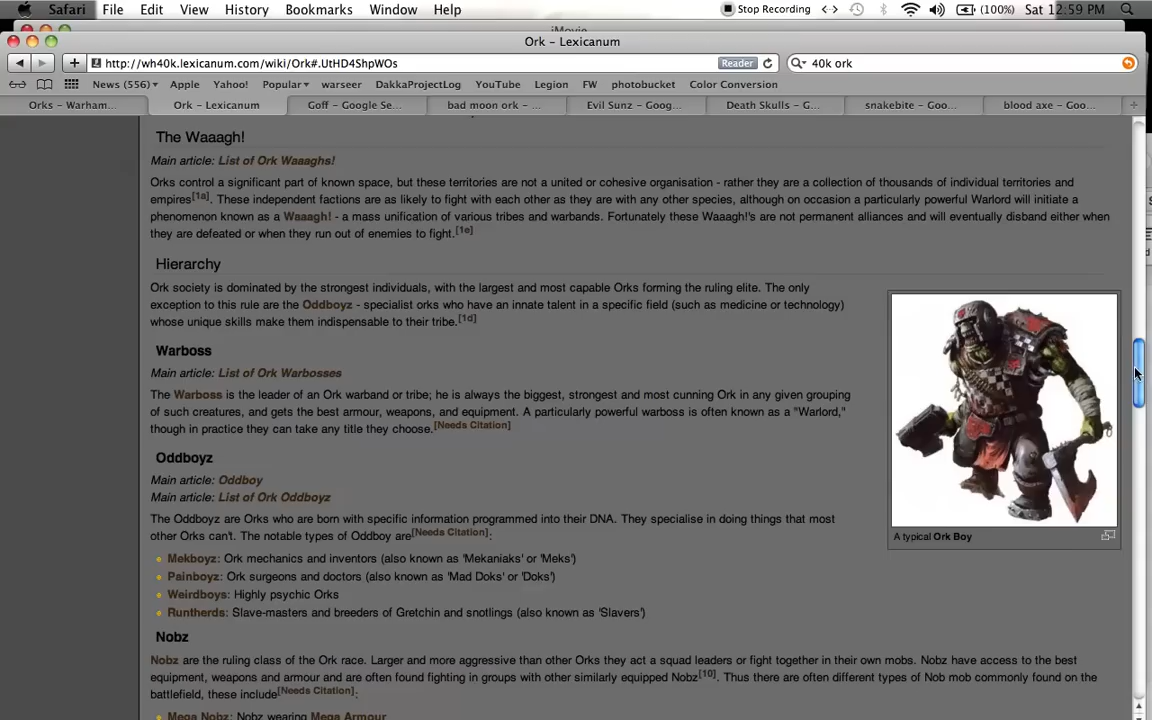 Safari File Edit View History Bookmarks Window Help Stop Recording (100%) Sat 12:59 PM
Ork – Lexicanum
http://wh40k.lexicanum.com/wiki/Ork#.UtHD4ShpWOs Reader 40k ork
News (556) Apple Yahoo! Popular warseer DakkaProjectLog YouTube Legion FW photobucket Color Conversion
Orks – Warham... Ork – Lexicanum Goff – Google Se... bad moon ork – ... Evil Sunz – Goog... Death Skulls – G... snakebite – Goo... blood axe – Goo...
The Waaagh!
Main article: List of Ork Waaaghs!
Orks control a significant part of known space, but these territories are not a united or cohesive organisation - rather they are a collection of thousands of individual territories and
empires[1a]. These independent factions are as likely to fight with each other as they are with any other species, although on occasion a particularly powerful Warlord will initiate a
phenomenon known as a Waaagh! - a mass unification of various tribes and warbands. Fortunately these Waaagh!'s are not permanent alliances and will eventually disband either when
they are defeated or when they run out of enemies to fight.[1e]
Hierarchy
Ork society is dominated by the strongest individuals, with the largest and most capable Orks forming the ruling elite. The only
exception to this rule are the Oddboyz - specialist orks who have an innate talent in a specific field (such as medicine or technology)
whose unique skills make them indispensable to their tribe.[1d]
Warboss
Main article: List of Ork Warbosses
The Warboss is the leader of an Ork warband or tribe; he is always the biggest, strongest and most cunning Ork in any given grouping
of such creatures, and gets the best armour, weapons, and equipment. A particularly powerful warboss is often known as a "Warlord,"
though in practice they can take any title they choose.[Needs Citation]
Oddboyz
Main article: Oddboy
Main article: List of Ork Oddboyz
The Oddboyz are Orks who are born with specific information programmed into their DNA. They specialise in doing things that most
other Orks can't. The notable types of Oddboy are[Needs Citation]:
Mekboyz: Ork mechanics and inventors (also known as 'Mekaniaks' or 'Meks')
Painboyz: Ork surgeons and doctors (also known as 'Mad Doks' or 'Doks')
Weirdboyz: Highly psychic Orks
Runtherds: Slave-masters and breeders of Gretchin and snotlings (also known as 'Slavers')
A typical Ork Boy
Nobz
Nobz are the ruling class of the Ork race. Larger and more aggressive than other Orks they act a squad leaders or fight together in their own mobs. Nobz have access to the best
equipment, weapons and armour and are often found fighting in groups with other similarly equipped Nobz[10]. Thus there are often different types of Nob mob commonly found on the
battlefield, these include[Needs Citation]:
Mega Nobz: Nobz wearing Mega Armour